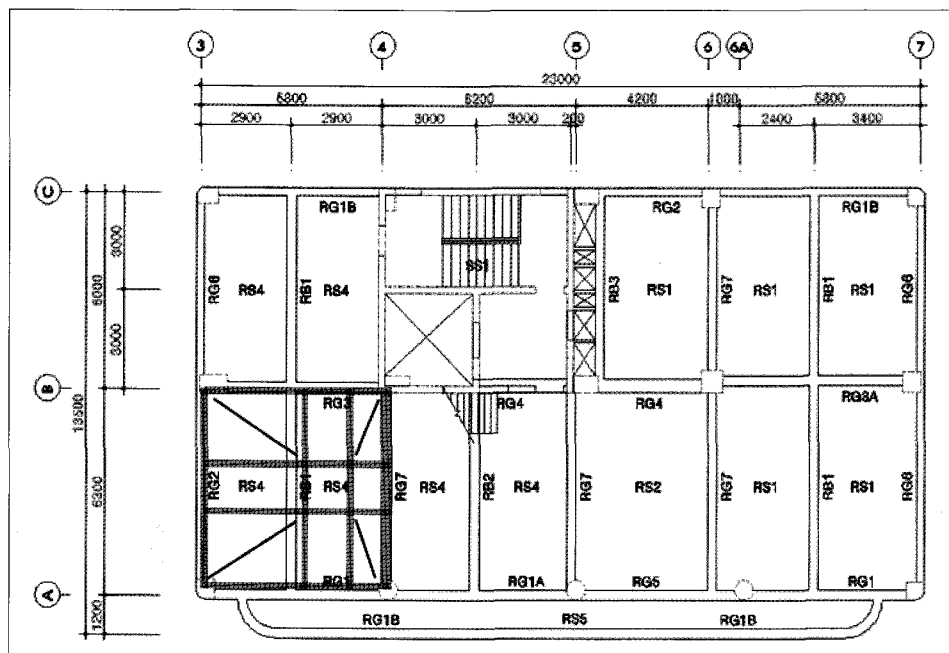 3 4 5 6 6A 7
23000
5800 6200 4200 1000 5800
2900 2900 3000 3000 200 2400 3400
C
RG1B RG2 RG1B
3000
SS1
RG6 RS4 RB1 RS4 RB3 RS1 RG7 RS1 RB1 RS1 RG6
6000
3000
B
RG3 RG4 RG4 RG8A
13500
6300
RG2 RS4 RB1 RS4 RG7 RS4 RB2 RS4 RG7 RS2 RG7 RS1 RB1 RS1 RG6
RG1 RG1A RG5 RG1
A
1200
RG1B RS5 RG1B